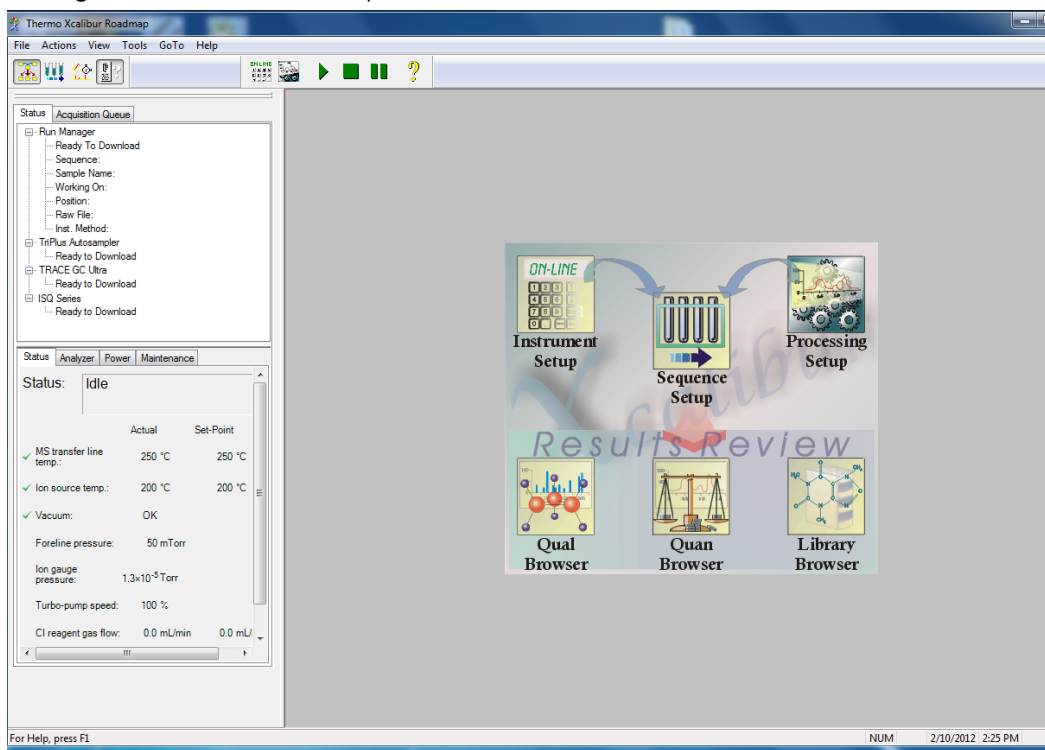 Thermo Xcalibur Roadmap
File Actions View Tools GoTo Help
ON-LINE
Status Acquisition Queue
Run Manager
Ready To Download
Sequence:
Sample Name:
Working On:
Position:
Raw File:
Inst. Method:
TriPlus Autosampler
Ready to Download
TRACE GC Ultra
Ready to Download
ISQ Series
Ready to Download
Status Analyzer Power Maintenance
Status: Idle
Actual Set-Point
MS transfer line temp.: 250 °C 250 °C
Ion source temp.: 200 °C 200 °C
Vacuum: OK
Foreline pressure: 50 mTorr
Ion gauge pressure: 1.3×10⁻⁵ Torr
Turbo-pump speed: 100 %
CI reagent gas flow: 0.0 mL/min 0.0 mL/
ON-LINE
Instrument Setup
Sequence Setup
Processing Setup
Xcalibu
Results Review
Qual Browser
Quan Browser
Library Browser
For Help, press F1
NUM 2/10/2012 2:25 PM